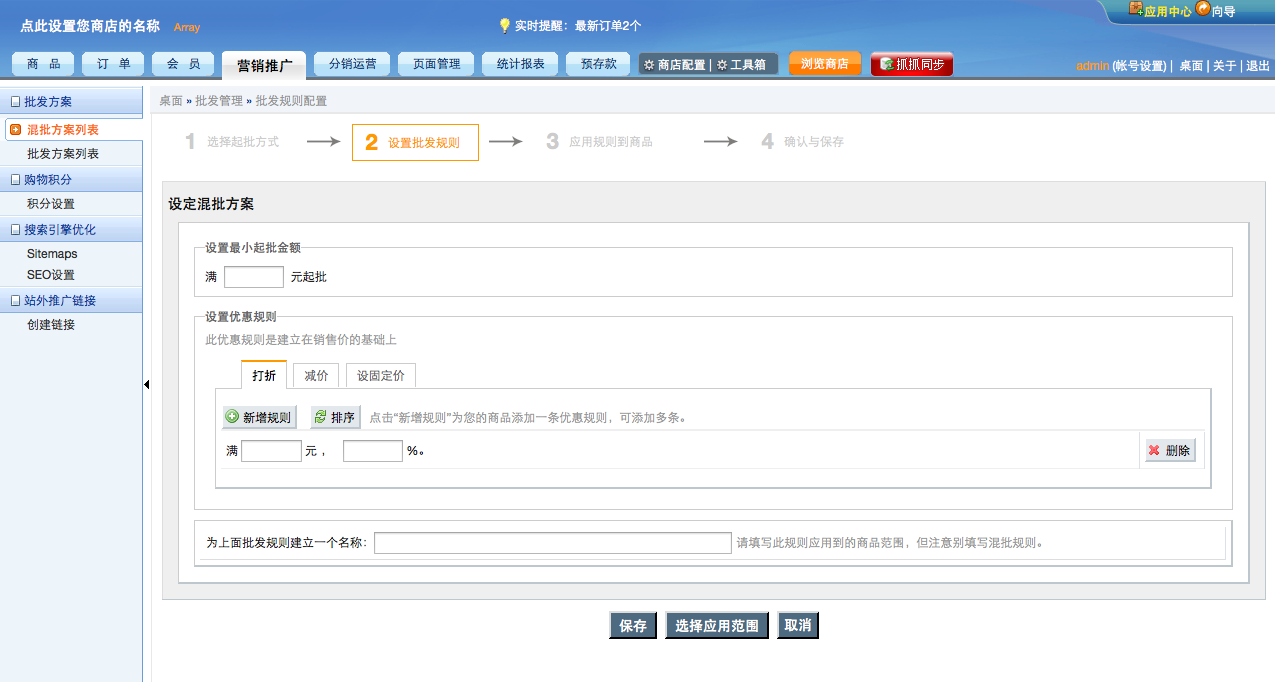 点此设置您商店的名称 Array 实时提醒：最新订单2个 应用中心 向导
商 品 订 单 会 员 营销推广 分销运营 页面管理 统计报表 预存款 商店配置 | 工具箱 浏览商店 抓抓同步 admin (帐号设置) | 桌面 | 关于 | 退出
批发方案
混批方案列表
批发方案列表
购物积分
积分设置
搜索引擎优化
Sitemaps
SEO设置
站外推广链接
创建链接
桌面 » 批发管理 » 批发规则配置
1 选择起批方式 2 设置批发规则 3 应用规则到商品 4 确认与保存
设定混批方案
设置最小起批金额
满 元起批
设置优惠规则
此优惠规则是建立在销售价的基础上
打折 减价 设固定价
新增规则 排序 点击“新增规则”为您的商品添加一条优惠规则，可添加多条。
满 元， %。 删除
为上面批发规则建立一个名称: 请填写此规则应用到的商品范围，但注意别填写混批规则。
保存 选择应用范围 取消